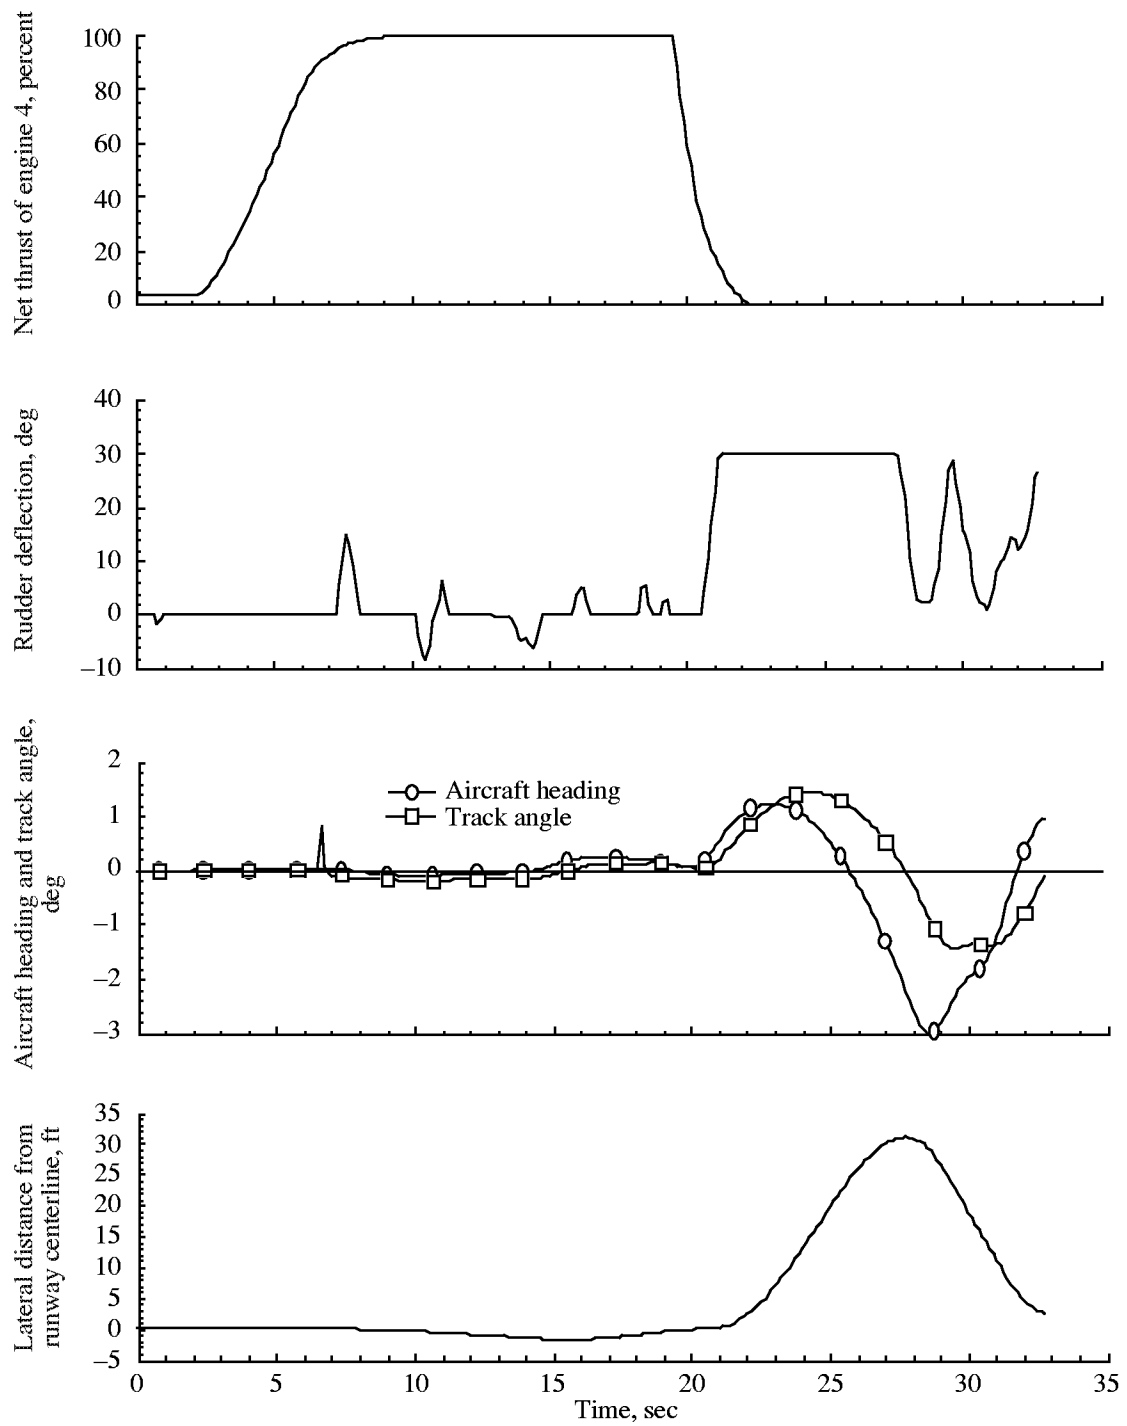 Net thrust of engine 4, percent
100
80
60
40
20
0
Rudder deflection, deg
40
30
20
10
0
–10
Aircraft heading and track angle,
deg
2
1
0
–1
–2
–3
Aircraft heading
Track angle
Lateral distance from
runway centerline, ft
35
30
25
20
15
10
5
0
–5
0 5 10 15 20 25 30 35
Time, sec